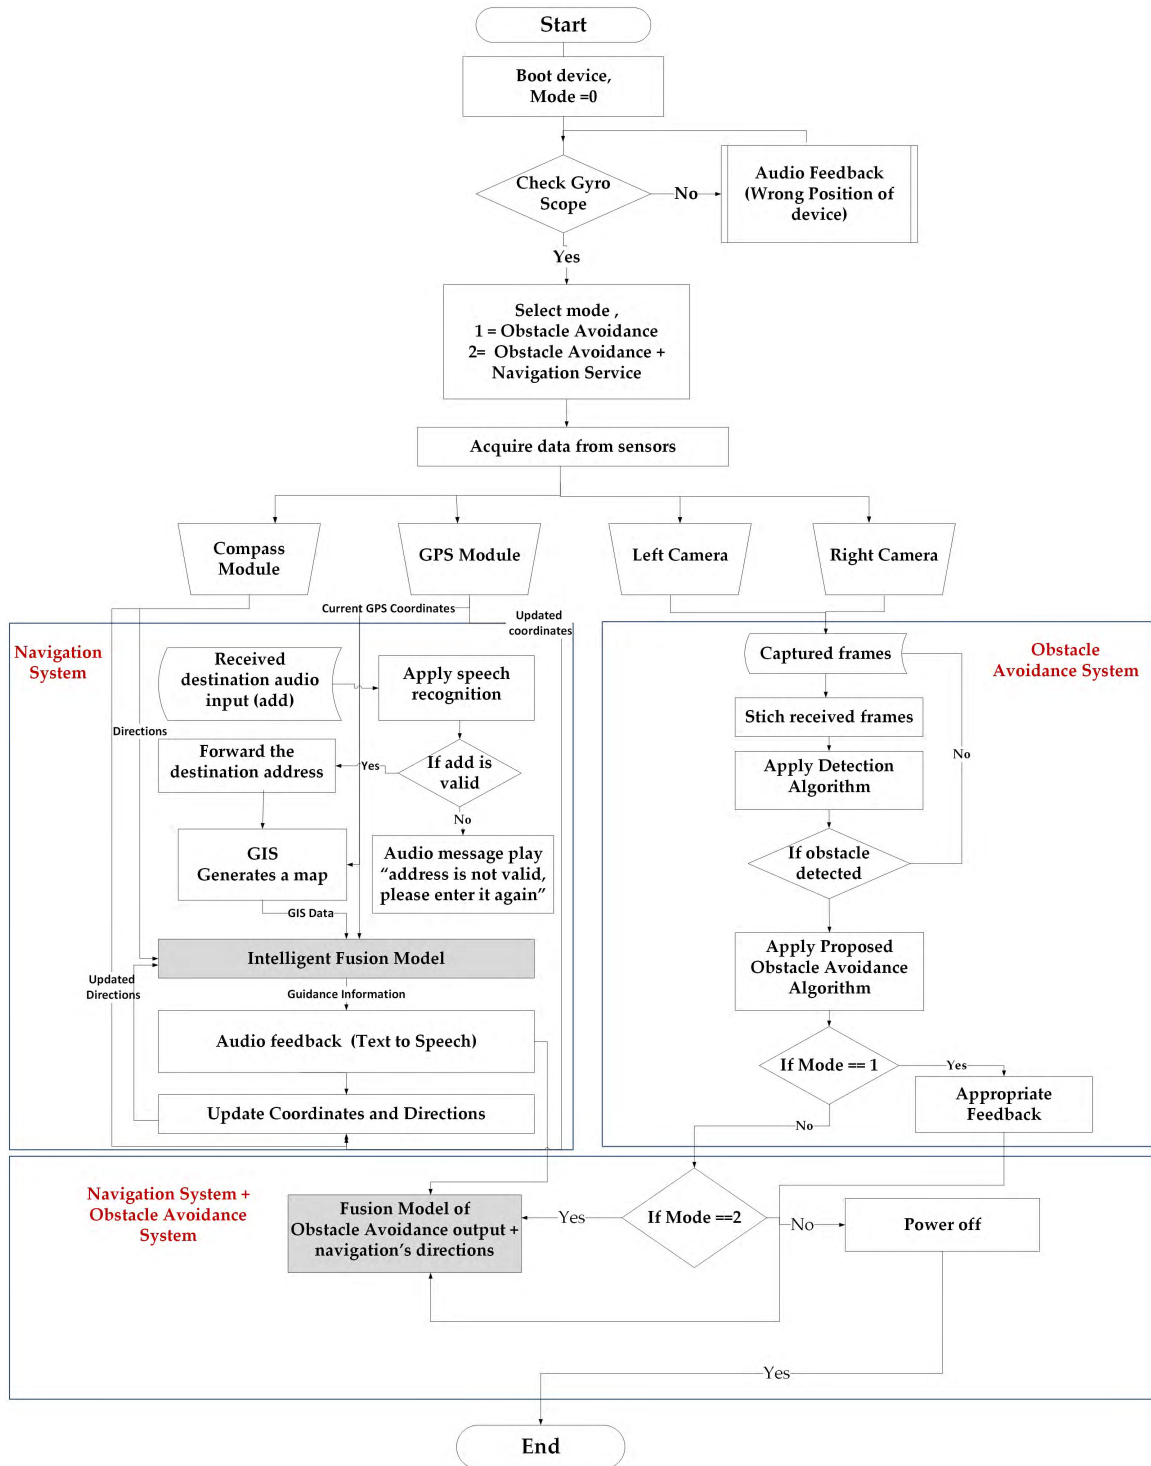 Start
Boot device,
Mode =0
Check Gyro
Scope
No
Audio Feedback
(Wrong Position of
device)
Yes
Select mode ,
1 = Obstacle Avoidance
2=  Obstacle Avoidance +
Navigation Service
Acquire data from sensors
Compass
Module
GPS Module
Left Camera
Right Camera
Current GPS Coordinates
Updated
coordinates
Navigation
System
Received
destination audio
input (add)
Apply speech
recognition
Directions
Forward the
destination address
Yes
If add is
valid
No
GIS
Generates a map
Audio message play
“address is not valid,
please enter it again”
GIS Data
Intelligent Fusion Model
Updated
Directions
Guidance Information
Audio feedback  (Text to Speech)
Update Coordinates and Directions
Obstacle
Avoidance System
Captured frames
Stich received frames
No
Apply Detection
Algorithm
If obstacle
detected
Apply Proposed
Obstacle Avoidance
Algorithm
If Mode == 1
Yes
Appropriate
Feedback
No
Navigation System +
Obstacle Avoidance
System
Fusion Model of
Obstacle Avoidance output +
navigation’s directions
Yes
If Mode ==2
No
Power off
Yes
End